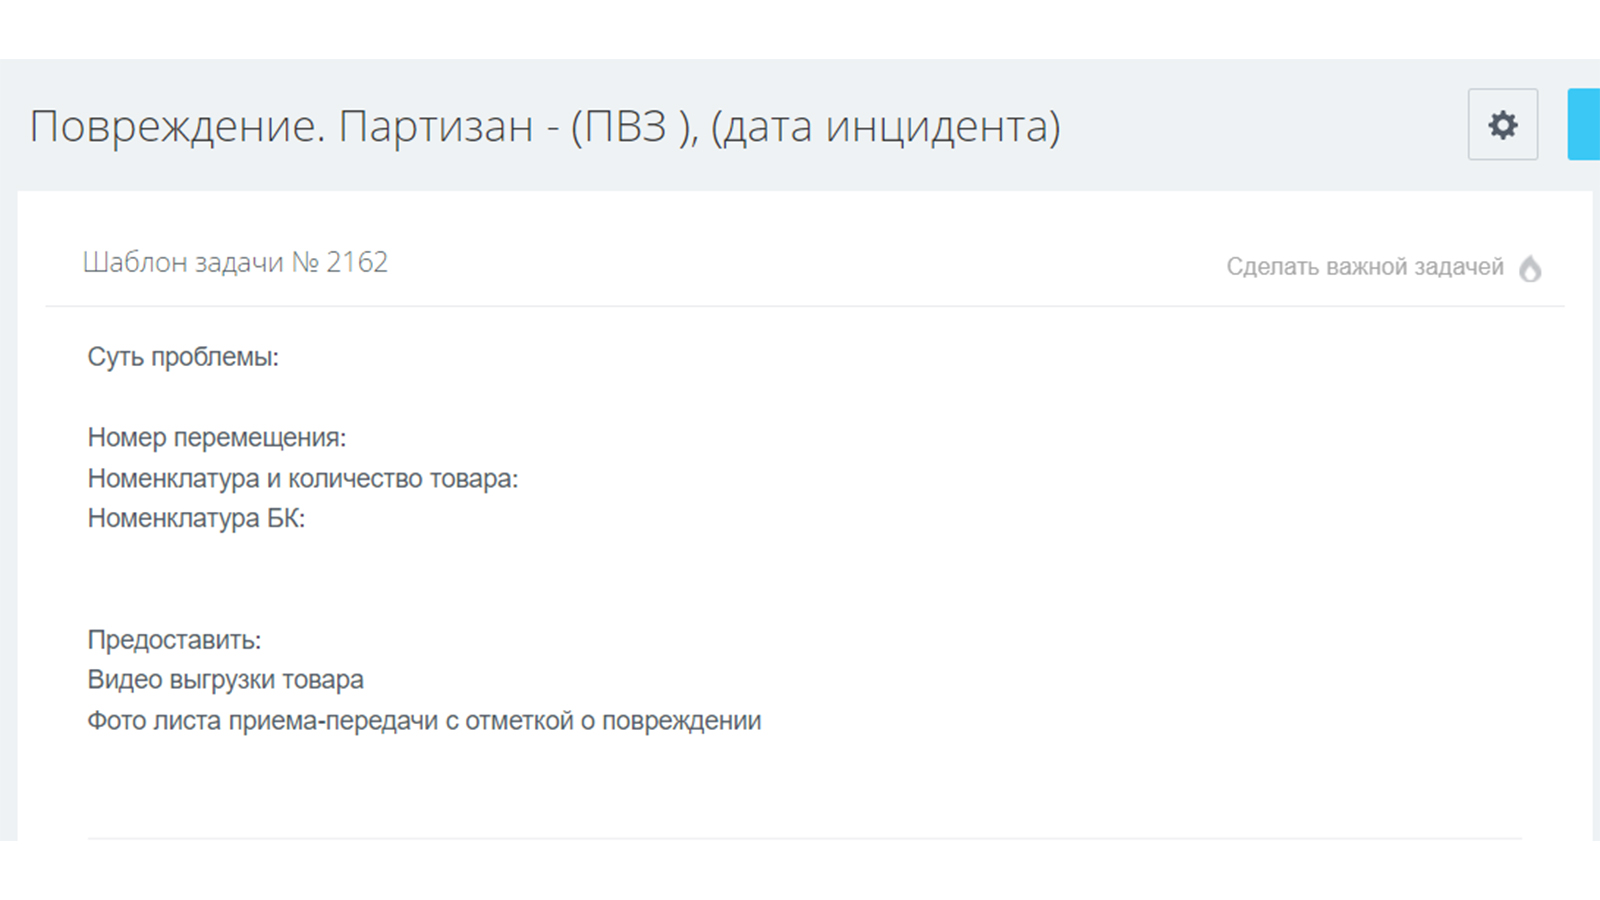 Повреждение. Партизан - (ПВЗ ), (дата инцидента)
Шаблон задачи № 2162
Сделать важной задачей
Суть проблемы:
Номер перемещения:
Номенклатура и количество товара:
Номенклатура БК:
Предоставить:
Видео выгрузки товара
Фото листа приема-передачи с отметкой о повреждении